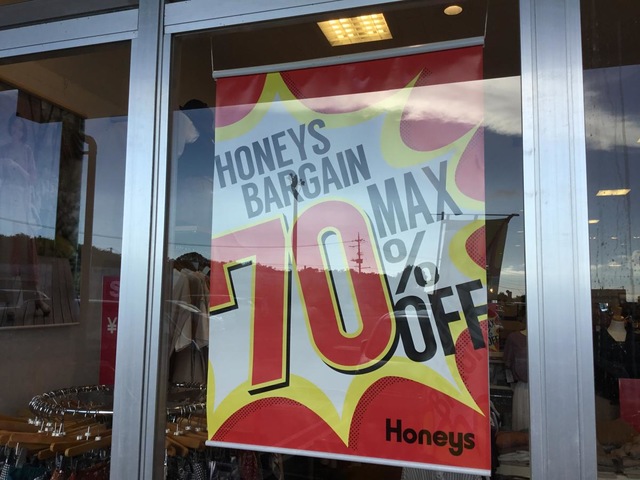 HONEYS
BARGAIN
70
MAX
%
OFF
Honeys
¥